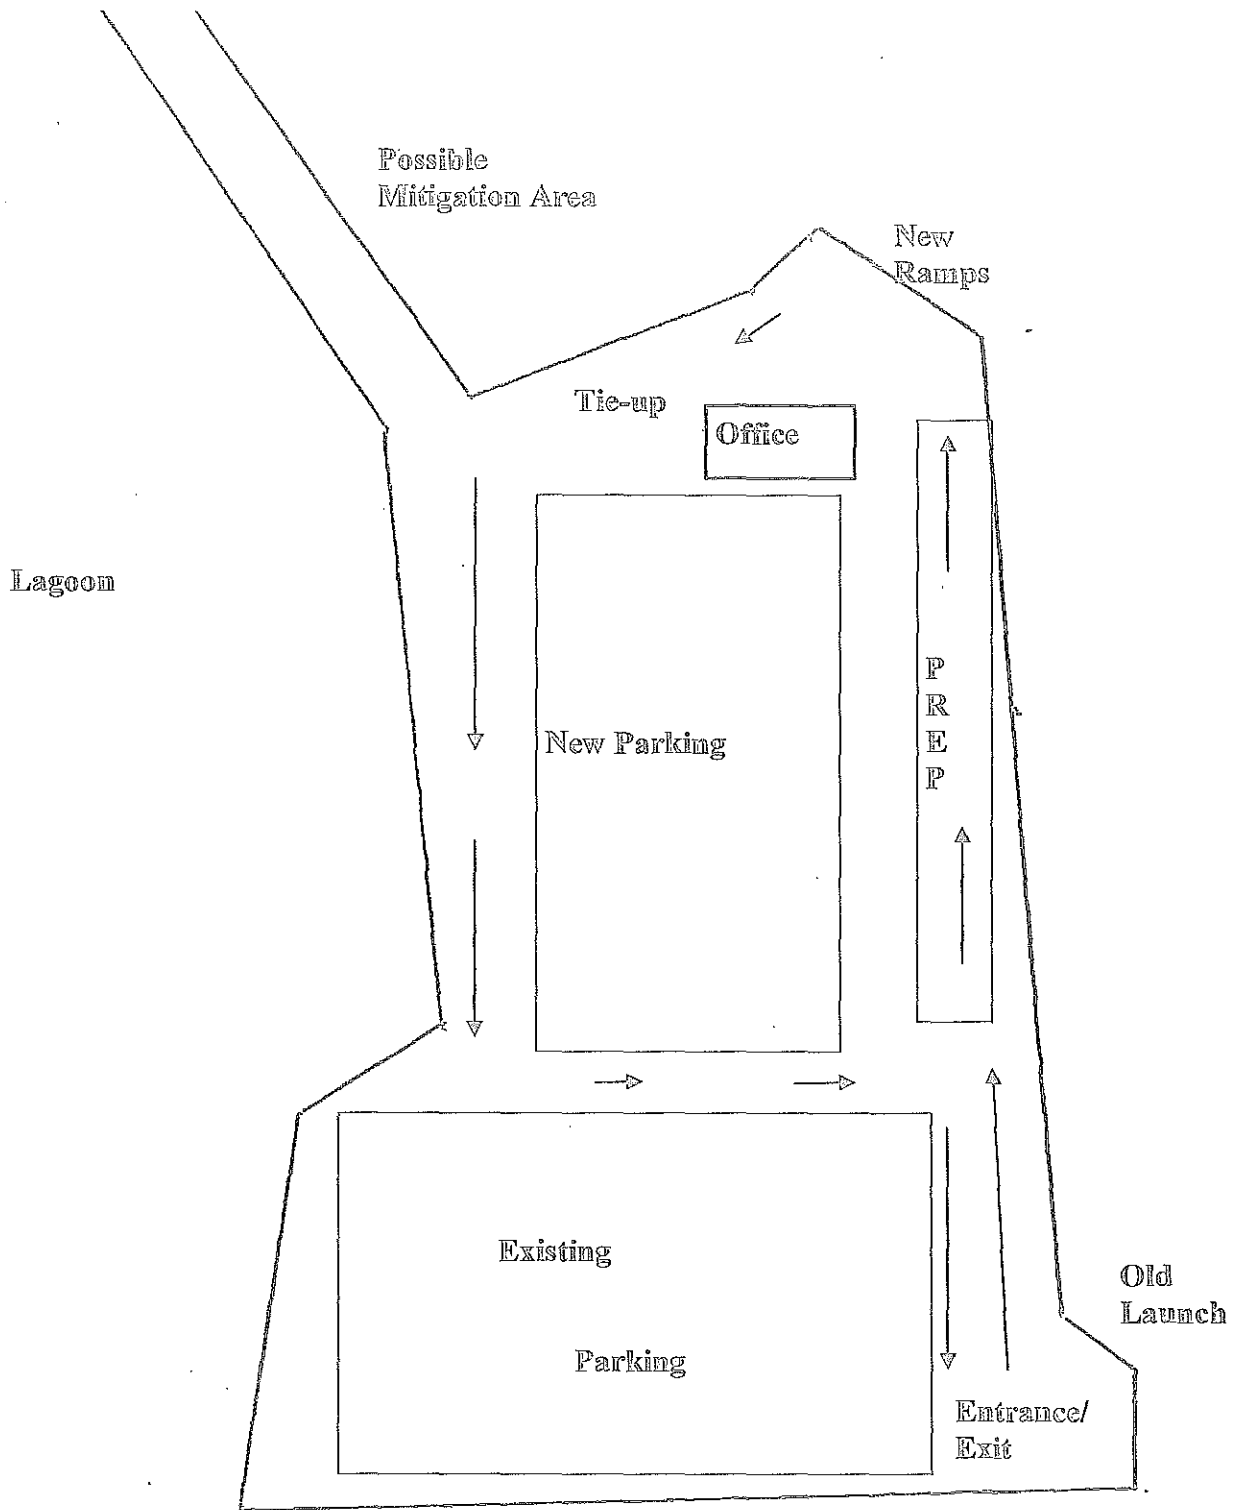 Possible
Mitigation Area
New
Ramps
Tie-up
Office
Lagoon
P
R
E
P
New Parking
Existing
Parking
Old
Launch
Entrance/
Exit